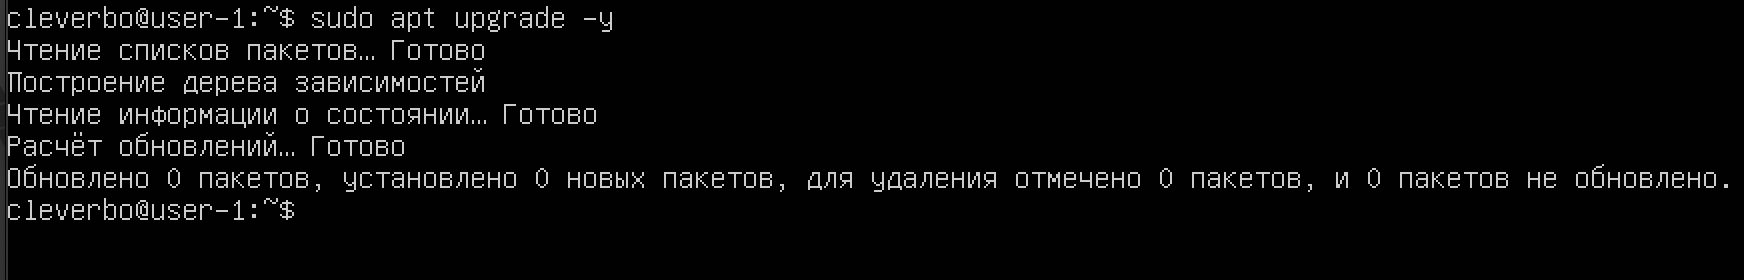 cleverbo@user-1:~$ sudo apt upgrade -y
Чтение списков пакетов… Готово
Построение дерева зависимостей
Чтение информации о состоянии… Готово
Расчёт обновлений… Готово
Обновлено 0 пакетов, установлено 0 новых пакетов, для удаления отмечено 0 пакетов, и 0 пакетов не обновлено.
cleverbo@user-1:~$